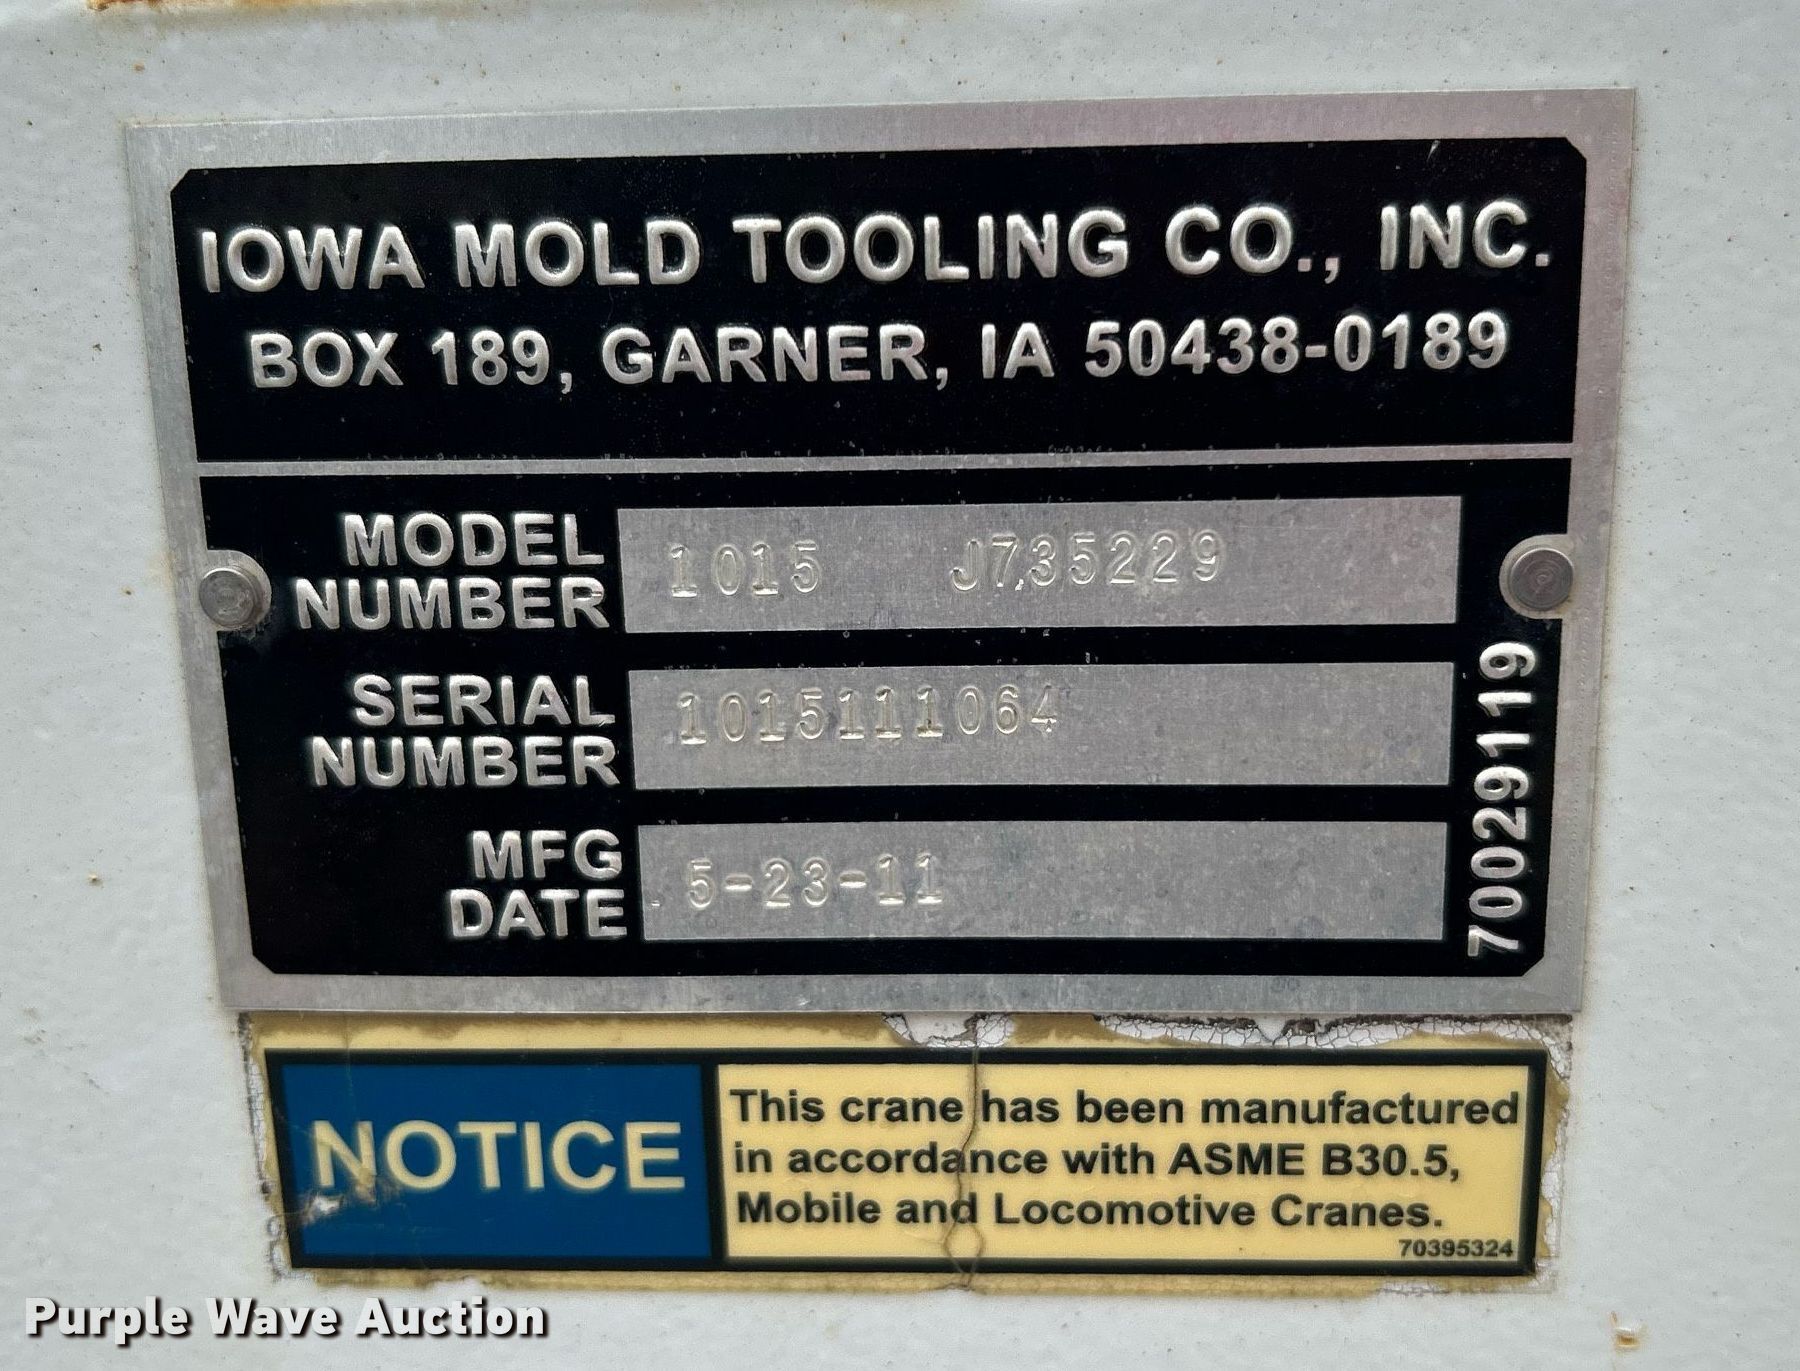 IOWA MOLD TOOLING CO., INC.
BOX 189, GARNER, IA 50438-0189
MODEL NUMBER 1015 J735229
SERIAL NUMBER 1015111064
MFG DATE 5-23-11
70029119
NOTICE
This crane has been manufactured
in accordance with ASME B30.5,
Mobile and Locomotive Cranes.
70395324
Purple Wave Auction